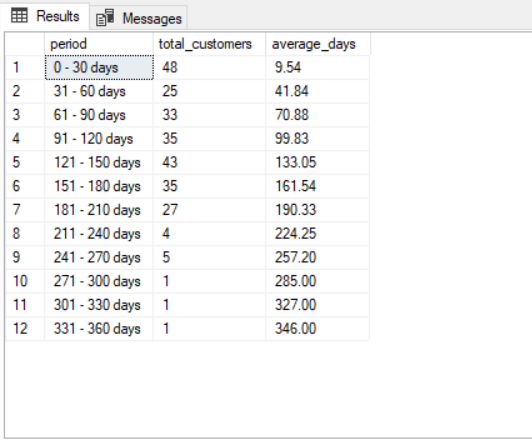 Results Messages
period total_customers average_days
1 0 - 30 days 48 9.54
2 31 - 60 days 25 41.84
3 61 - 90 days 33 70.88
4 91 - 120 days 35 99.83
5 121 - 150 days 43 133.05
6 151 - 180 days 35 161.54
7 181 - 210 days 27 190.33
8 211 - 240 days 4 224.25
9 241 - 270 days 5 257.20
10 271 - 300 days 1 285.00
11 301 - 330 days 1 327.00
12 331 - 360 days 1 346.00